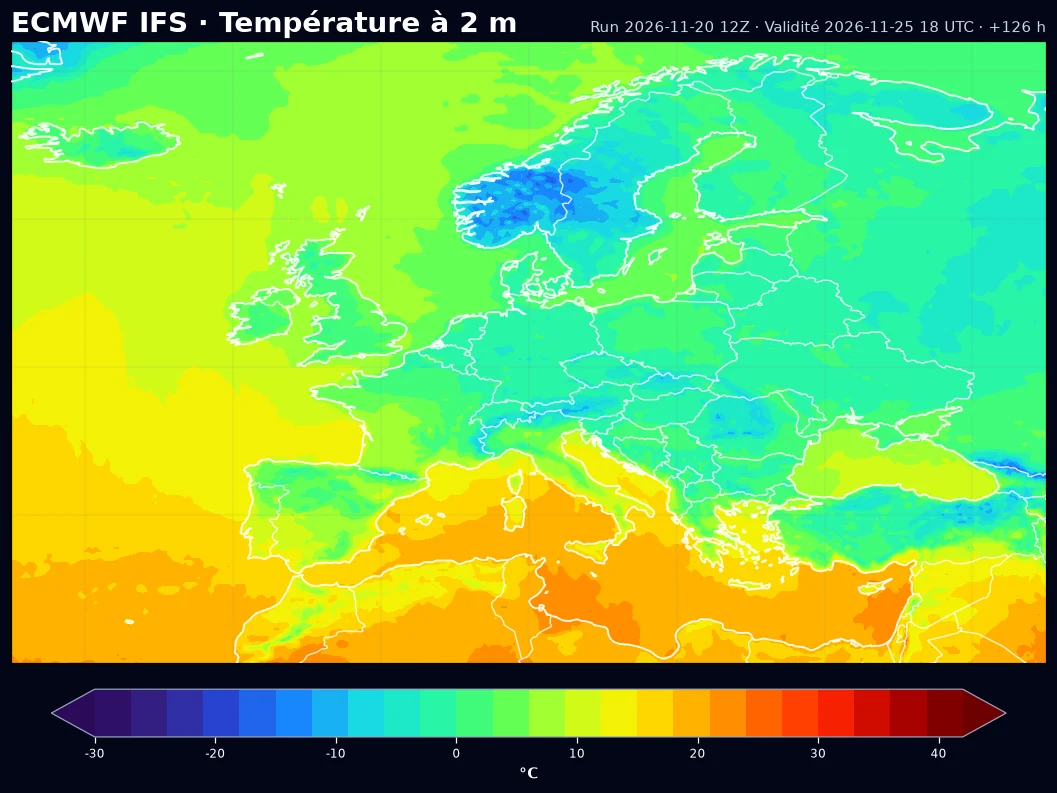 ECMWF IFS · Température à 2 m
Run 2026-11-20 12Z · Validité 2026-11-25 18 UTC · +126 h
-30 -20 -10 0 10 20 30 40
°C